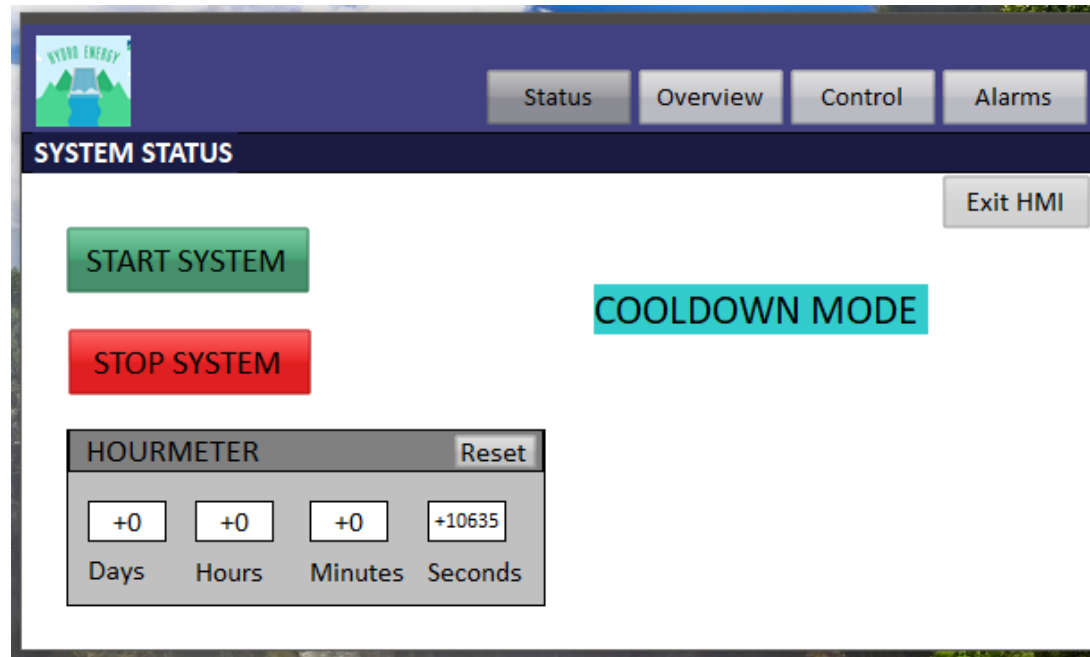 HYDRO ENERGY
Status Overview Control Alarms
SYSTEM STATUS
Exit HMI
START SYSTEM
COOLDOWN MODE
STOP SYSTEM
HOURMETER Reset
+0 +0 +0 +10635
Days Hours Minutes Seconds